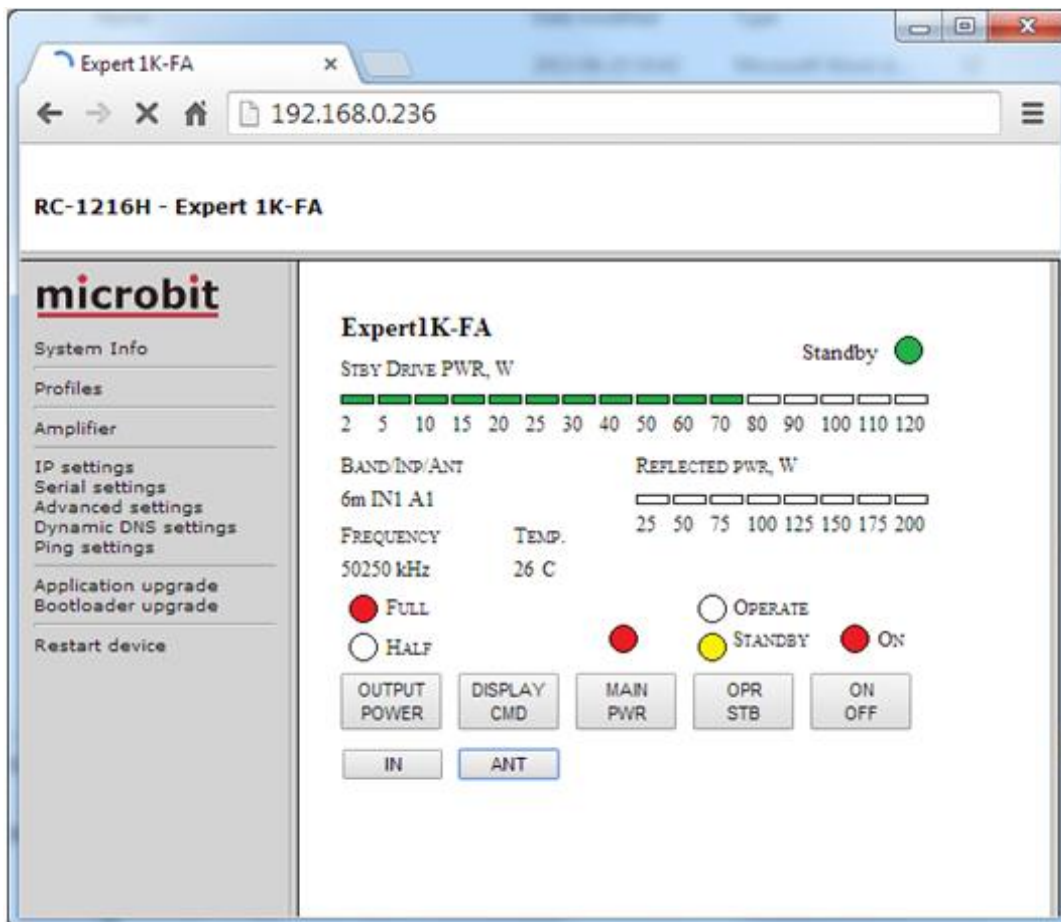 Expert 1K-FA
192.168.0.236
RC-1216H - Expert 1K-FA
microbit
System Info
Profiles
Amplifier
IP settings
Serial settings
Advanced settings
Dynamic DNS settings
Ping settings
Application upgrade
Bootloader upgrade
Restart device
Expert1K-FA
Standby
STBY DRIVE PWR, W
2 5 10 15 20 25 30 40 50 60 70 80 90 100 110 120
BAND/INP/ANT
6m IN1 A1
REFLECTED PWR, W
25 50 75 100 125 150 175 200
FREQUENCY TEMP.
50250 kHz 26 C
FULL OPERATE
HALF STANDBY ON
OUTPUT POWER
DISPLAY CMD
MAIN PWR
OPR STB
ON OFF
IN ANT